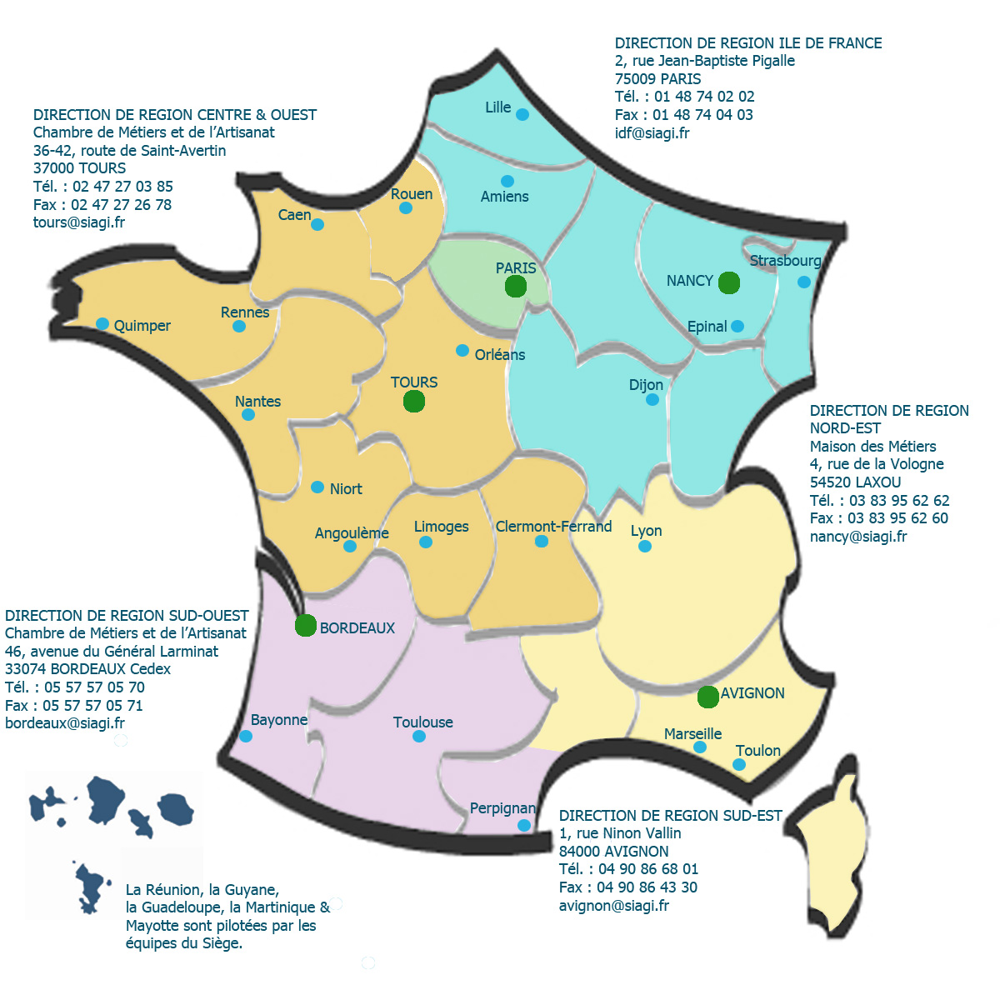 DIRECTION DE REGION ILE DE FRANCE
2, rue Jean-Baptiste Pigalle
75009 PARIS
Tél. : 01 48 74 02 02
Fax : 01 48 74 04 03
idf@siagi.fr
DIRECTION DE REGION CENTRE & OUEST
Chambre de Métiers et de l’Artisanat
36-42, route de Saint-Avertin
37000 TOURS
Tél. : 02 47 27 03 85
Fax : 02 47 27 26 78
tours@siagi.fr
Lille
Amiens
Rouen
Caen
PARIS
Strasbourg
NANCY
Epinal
Rennes
Quimper
Orléans
TOURS
Dijon
Nantes
DIRECTION DE REGION
NORD-EST
Maison des Métiers
4, rue de la Vologne
54520 LAXOU
Tél. : 03 83 95 62 62
Fax : 03 83 95 62 60
nancy@siagi.fr
Niort
Angoulème
Limoges
Clermont-Ferrand
Lyon
DIRECTION DE REGION SUD-OUEST
Chambre de Métiers et de l’Artisanat
46, avenue du Général Larminat
33074 BORDEAUX Cedex
Tél. : 05 57 57 05 70
Fax : 05 57 57 05 71
bordeaux@siagi.fr
BORDEAUX
AVIGNON
Bayonne
Toulouse
Marseille
Toulon
Perpignan
DIRECTION DE REGION SUD-EST
1, rue Ninon Vallin
84000 AVIGNON
Tél. : 04 90 86 68 01
Fax : 04 90 86 43 30
avignon@siagi.fr
La Réunion, la Guyane,
la Guadeloupe, la Martinique &
Mayotte sont pilotées par les
équipes du Siège.